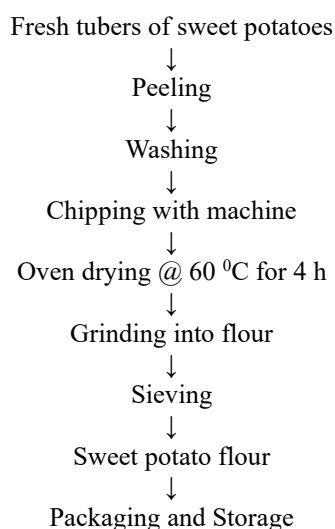 Fresh tubers of sweet potatoes
↓
Peeling
↓
Washing
↓
Chipping with machine
↓
Oven drying @ 60 ⁰C for 4 h
↓
Grinding into flour
↓
Sieving
↓
Sweet potato flour
↓
Packaging and Storage